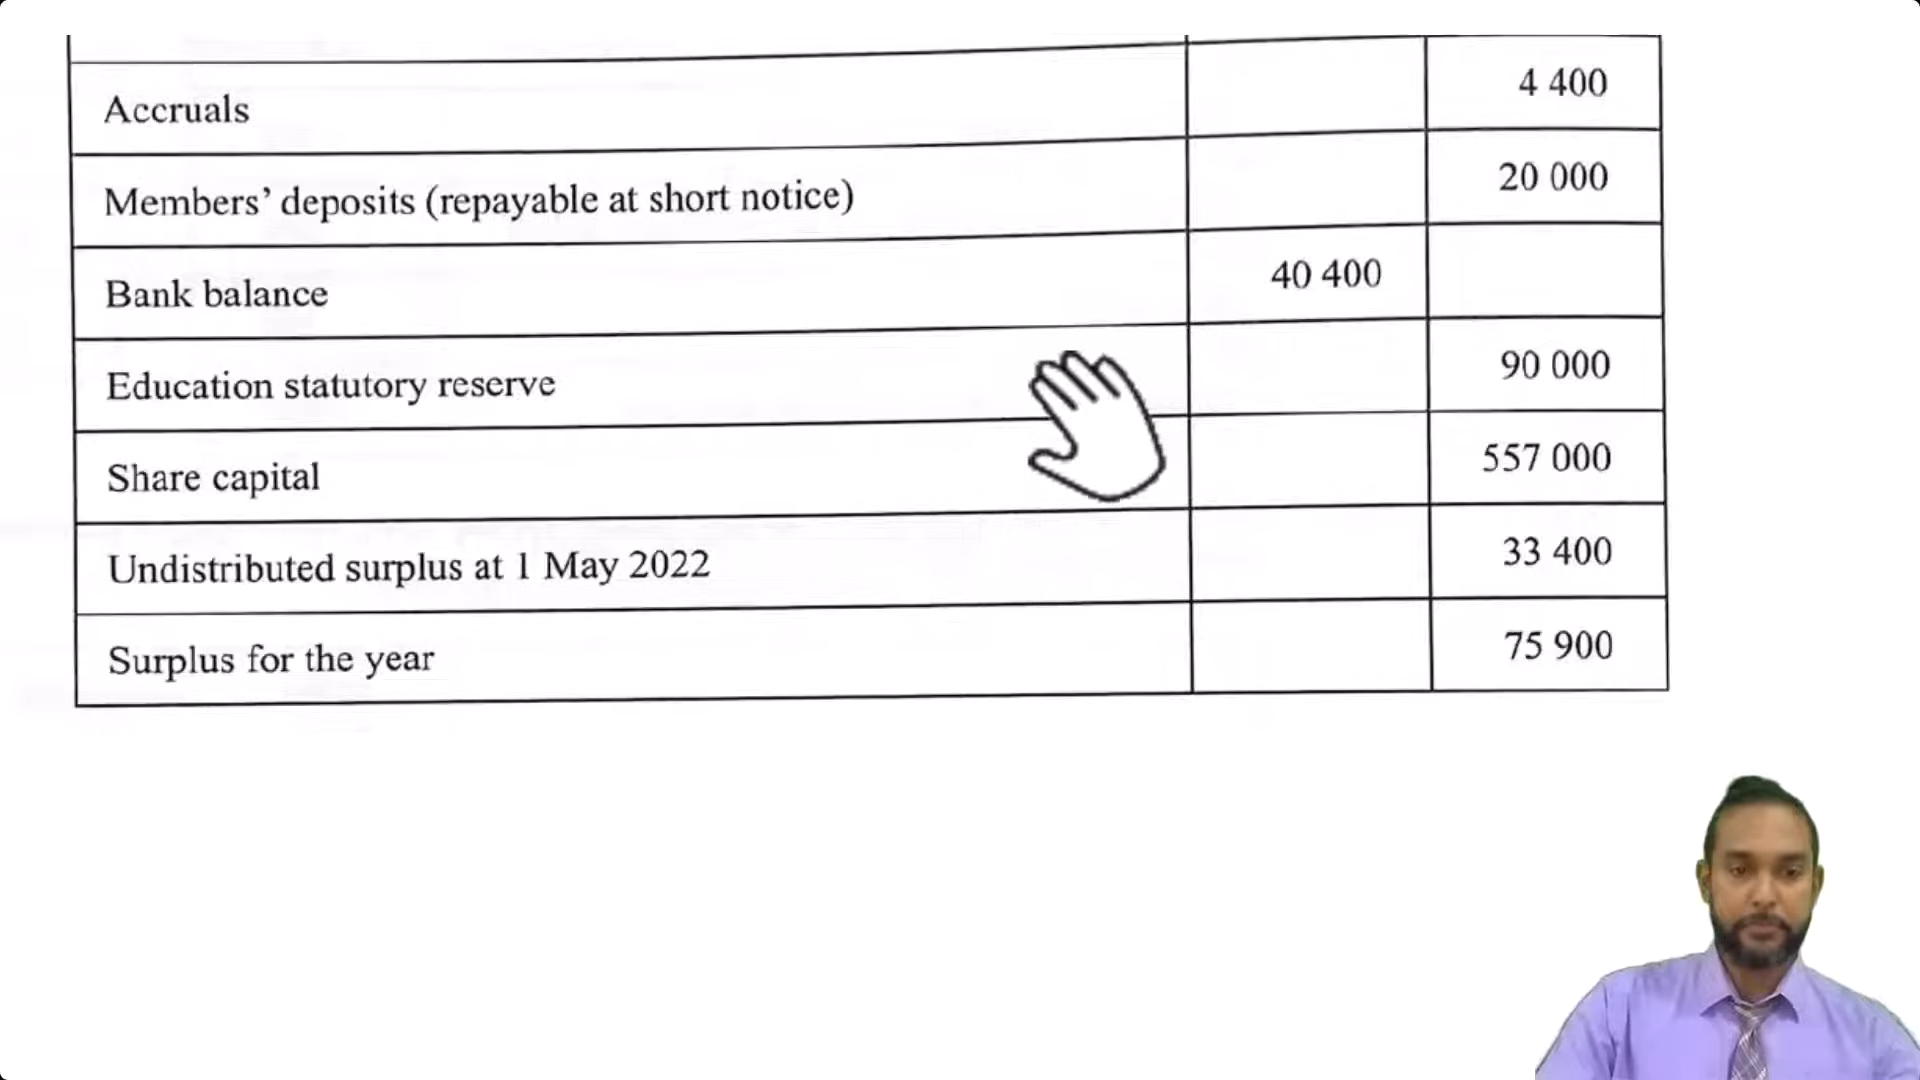 Accruals 4 400
Members’ deposits (repayable at short notice) 20 000
Bank balance 40 400
Education statutory reserve 90 000
Share capital 557 000
Undistributed surplus at 1 May 2022 33 400
Surplus for the year 75 900